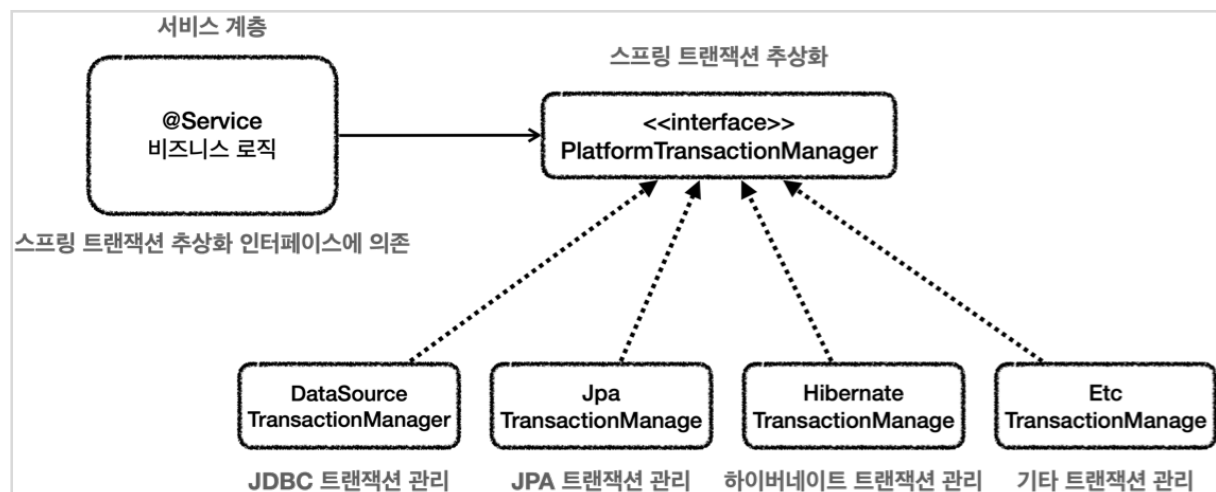 서비스 계층
스프링 트랜잭션 추상화
@Service
비즈니스 로직
<<interface>>
PlatformTransactionManager
스프링 트랜잭션 추상화 인터페이스에 의존
DataSource
TransactionManager
Jpa
TransactionManage
Hibernate
TransactionManage
Etc
TransactionManage
JDBC 트랜잭션 관리
JPA 트랜잭션 관리
하이버네이트 트랜잭션 관리
기타 트랜잭션 관리